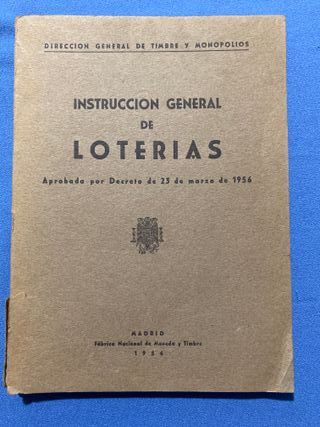 DIRECCION GENERAL DE TIMBRE Y MONOPOLIOS
INSTRUCCION GENERAL
DE
LOTERIAS
Aprobada por Decreto de 23 de marzo de 1956
MADRID
Fábrica Nacional de Moneda y Timbre
1956